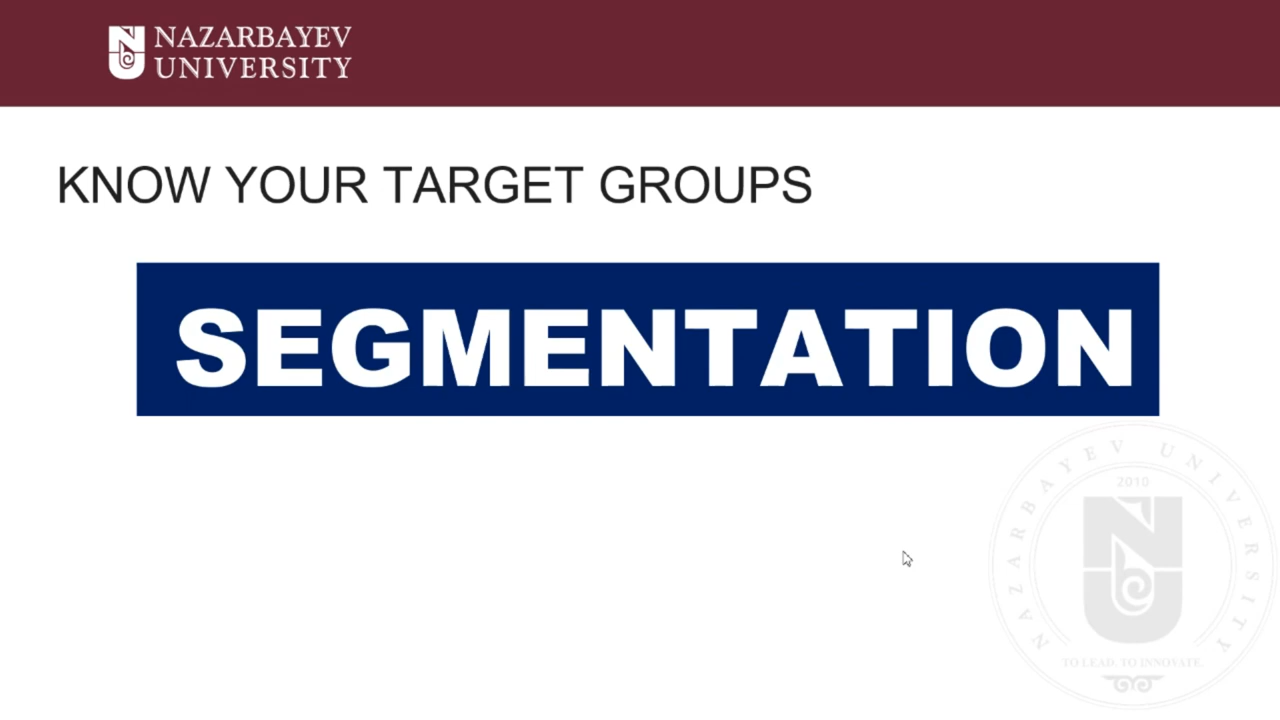 NAZARBAYEV
UNIVERSITY
KNOW YOUR TARGET GROUPS
SEGMENTATION
NAZARBAYEV UNIVERSITY
2010
TO LEAD. TO INNOVATE.